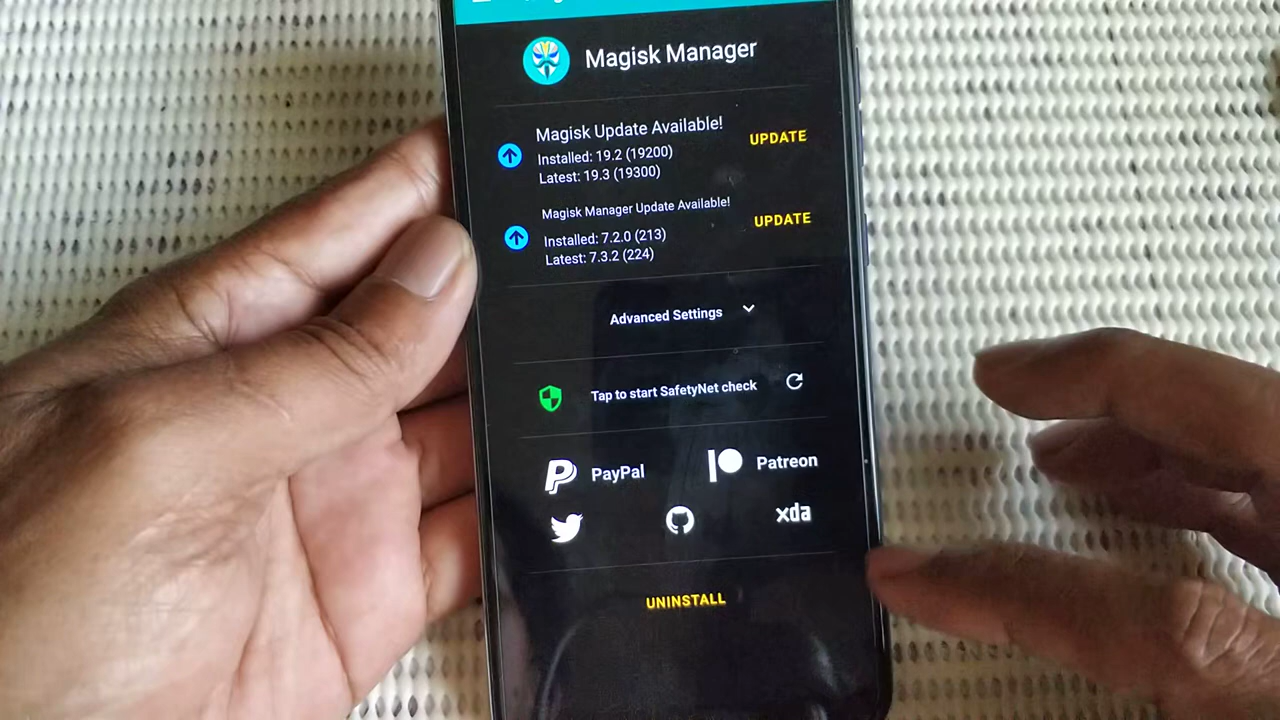 Magisk Manager
Magisk Update Available!
UPDATE
Installed: 19.2 (19200)
Latest: 19.3 (19300)
Magisk Manager Update Available!
UPDATE
Installed: 7.2.0 (213)
Latest: 7.3.2 (224)
Advanced Settings
Tap to start SafetyNet check
PayPal
Patreon
xda
UNINSTALL